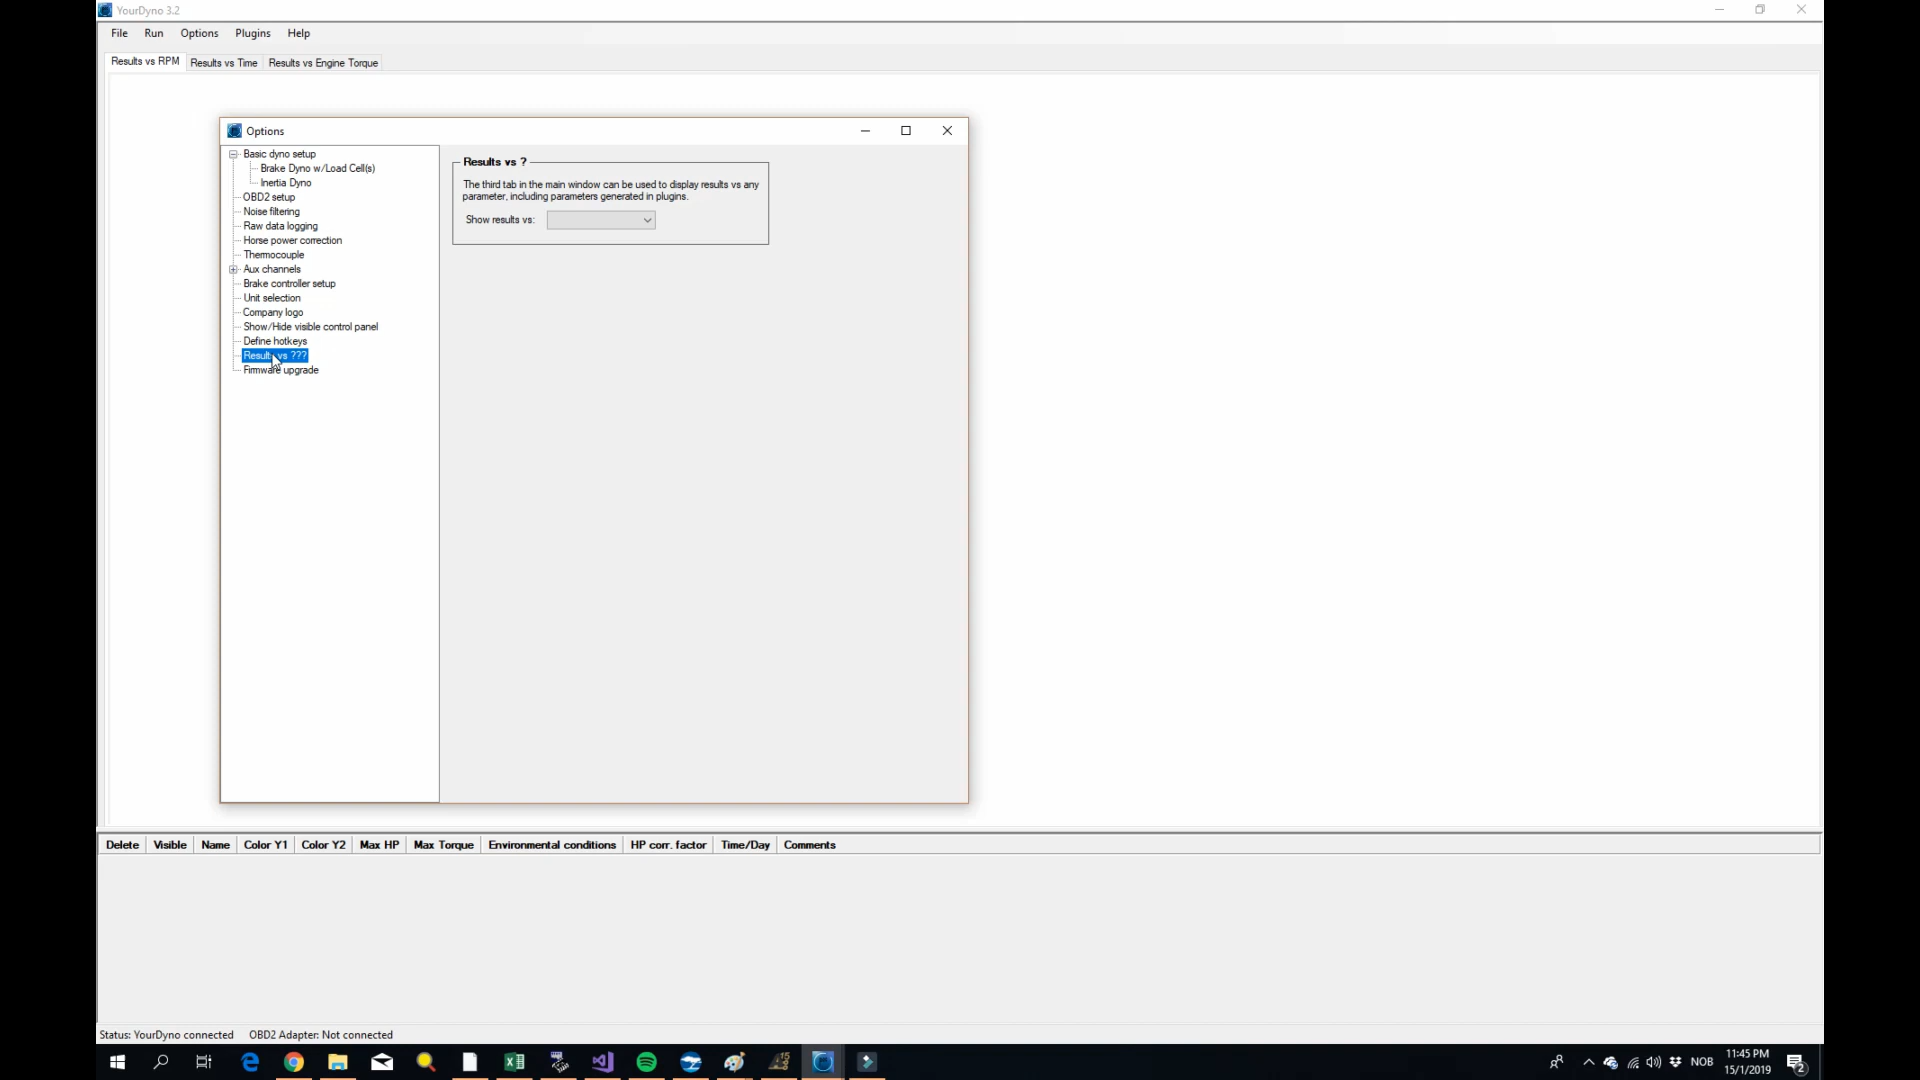 YourDyno 3.2
File Run Options Plugins Help
Results vs RPM Results vs Time Results vs Engine Torque
Options
Basic dyno setup
Brake Dyno w/Load Cell(s)
Inertia Dyno
OBD2 setup
Noise filtering
Raw data logging
Horse power correction
Thermocouple
Aux channels
Brake controller setup
Unit selection
Company logo
Show/Hide visible control panel
Define hotkeys
Results vs ???
Firmware upgrade
Results vs ?
The third tab in the main window can be used to display results vs any
parameter, including parameters generated in plugins.
Show results vs:
Delete Visible Name Color Y1 Color Y2 Max HP Max Torque Environmental conditions HP corr. factor Time/Day Comments
Status: YourDyno connected OBD2 Adapter: Not connected
NOB
11:45 PM
15/1/2019
2